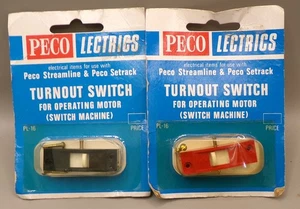 PECO LECTRICS
electrical items for use with
Peco Streamline & Peco Setrack
TURNOUT SWITCH
FOR OPERATING MOTOR
(SWITCH MACHINE)
PL-16
PECO LECTRICS
electrical items for use with
Peco Streamline & Peco Setrack
TURNOUT SWITCH
FOR OPERATING MOTOR
(SWITCH MACHINE)
PL-16
PRICE